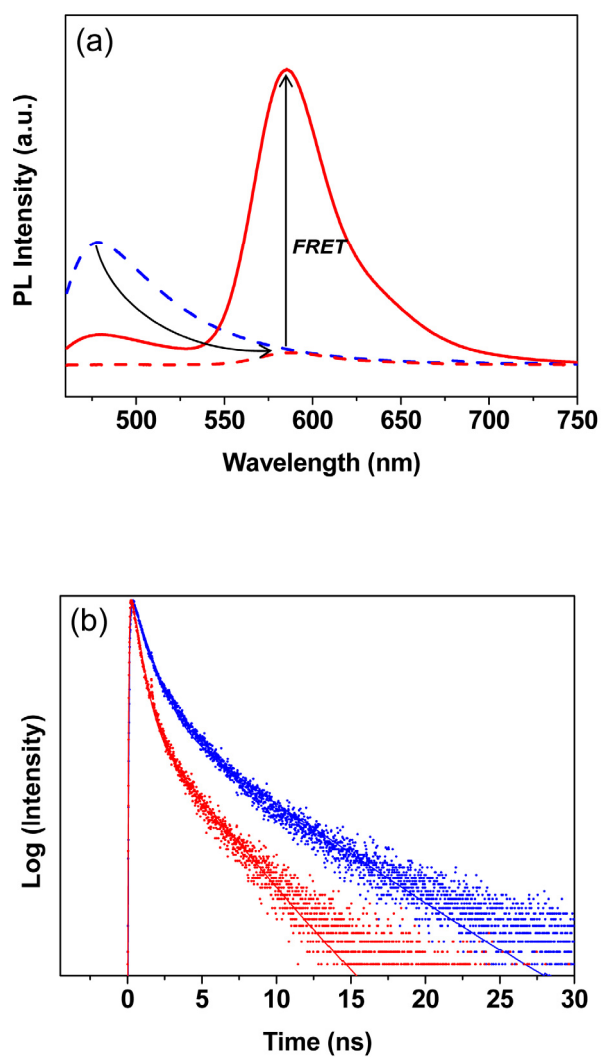 (a)
PL Intensity (a.u.)
FRET
500 550 600 650 700 750
Wavelength (nm)
(b)
Log (Intensity)
0 5 10 15 20 25 30
Time (ns)